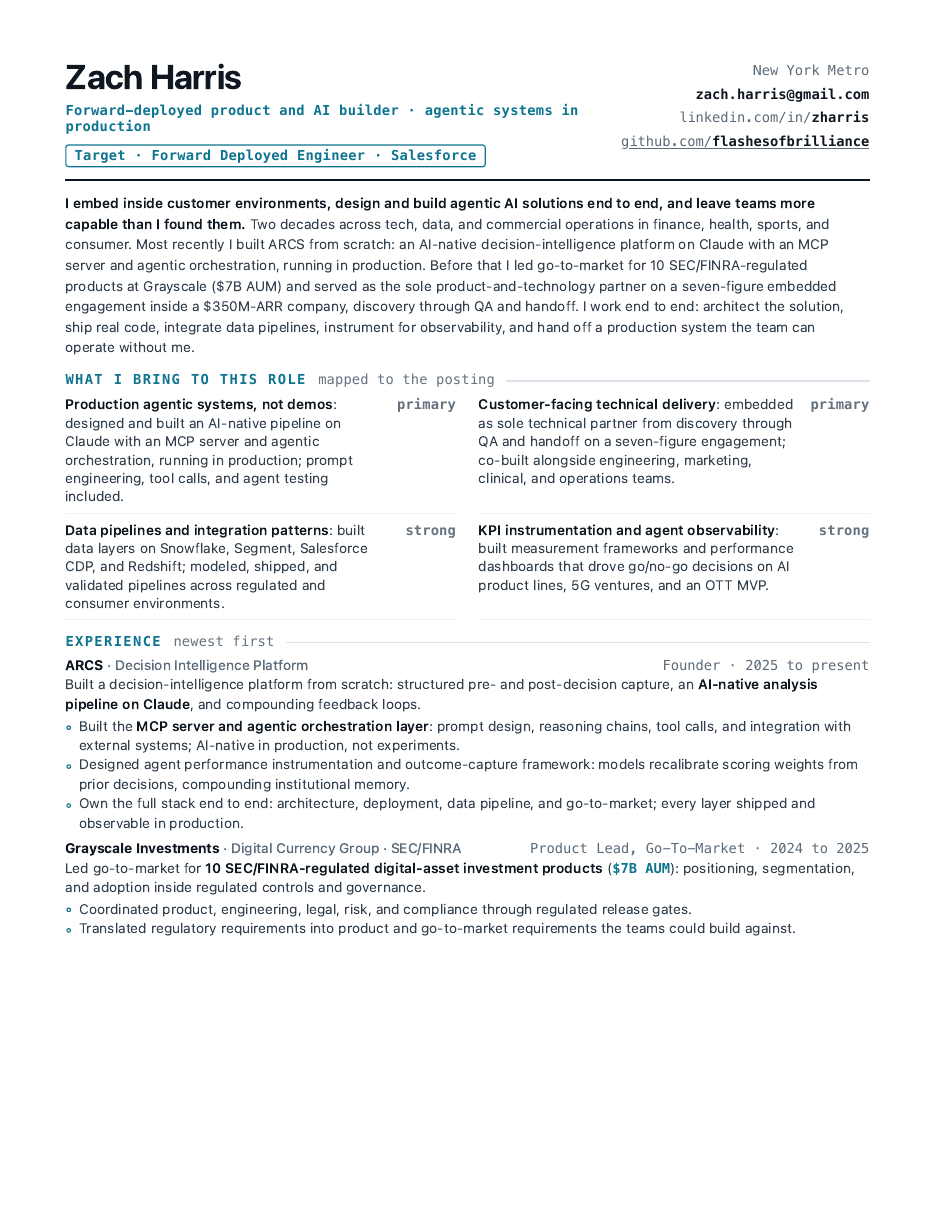 Zach Harris
New York Metro
zach.harris@gmail.com
linkedin.com/in/zharris
github.com/flashesofbrilliance
Forward-deployed product and AI builder · agentic systems in
production
Target · Forward Deployed Engineer · Salesforce
I embed inside customer environments, design and build agentic AI solutions end to end, and leave teams more
capable than I found them. Two decades across tech, data, and commercial operations in finance, health, sports, and
consumer. Most recently I built ARCS from scratch: an AI-native decision-intelligence platform on Claude with an MCP
server and agentic orchestration, running in production. Before that I led go-to-market for 10 SEC/FINRA-regulated
products at Grayscale ($7B AUM) and served as the sole product-and-technology partner on a seven-figure embedded
engagement inside a $350M-ARR company, discovery through QA and handoff. I work end to end: architect the solution,
ship real code, integrate data pipelines, instrument for observability, and hand off a production system the team can
operate without me.
WHAT I BRING TO THIS ROLE mapped to the posting
Production agentic systems, not demos: primary
designed and built an AI-native platform on
Claude with an MCP server and agentic
orchestration, running in production; prompt
engineering, tool calls, and agent testing
included.
Customer-facing technical delivery: embedded primary
as sole technical partner from discovery through
QA and handoff on a seven-figure engagement;
co-built alongside engineering, marketing,
clinical, and operations teams.
Data pipelines and integration patterns: built strong
data layers on Snowflake, Segment, Salesforce
CDP, and Redshift; modeled, shipped, and
validated pipelines across regulated and
consumer environments.
KPI instrumentation and agent observability: strong
built measurement frameworks and performance
dashboards that drove go/no-go decisions on AI
product lines, 5G ventures, and an OTT MVP.
EXPERIENCE newest first
ARCS · Decision Intelligence Platform Founder · 2025 to present
Built a decision-intelligence platform from scratch: structured pre- and post-decision capture, an AI-native analysis
pipeline on Claude, and compounding feedback loops.
Built the MCP server and agentic orchestration layer: prompt design, reasoning chains, tool calls, and integration with
external systems; AI-native in production, not experiments.
Designed agent performance instrumentation and outcome-capture framework: models recalibrate scoring weights from
prior decisions, compounding institutional memory.
Own the full stack end to end: architecture, deployment, data pipeline, and go-to-market; every layer shipped and
observable in production.
Grayscale Investments · Digital Currency Group · SEC/FINRA Product Lead, Go-To-Market · 2024 to 2025
Led go-to-market for 10 SEC/FINRA-regulated digital-asset investment products ($7B AUM): positioning, segmentation,
and adoption inside regulated controls and governance.
Coordinated product, engineering, legal, risk, and compliance through regulated release gates.
Translated regulatory requirements into product and go-to-market requirements the teams could build against.